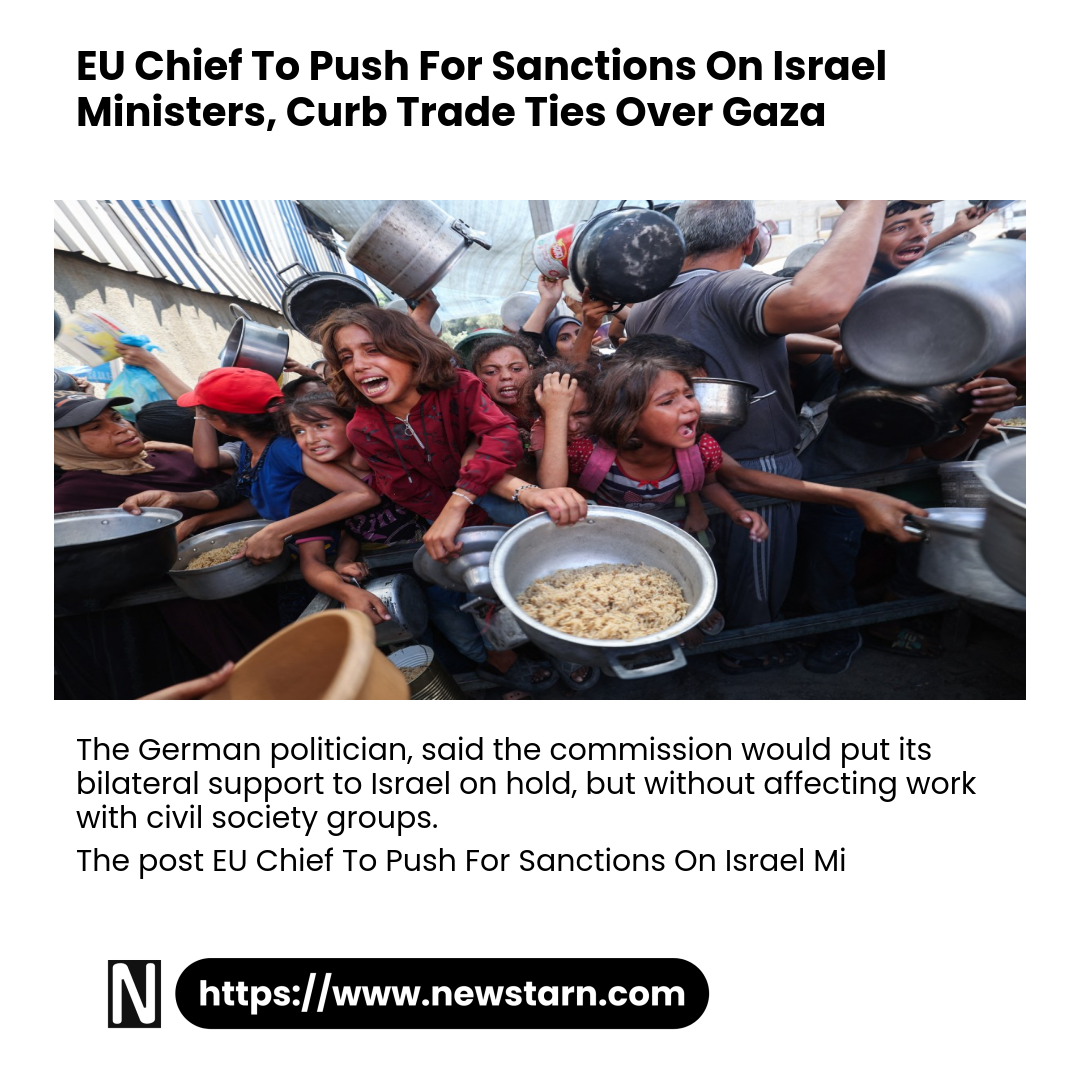 EU Chief To Push For Sanctions On Israel
Ministers, Curb Trade Ties Over Gaza
The German politician, said the commission would put its
bilateral support to Israel on hold, but without affecting work
with civil society groups.
The post EU Chief To Push For Sanctions On Israel Mi
N
https://www.newstarn.com